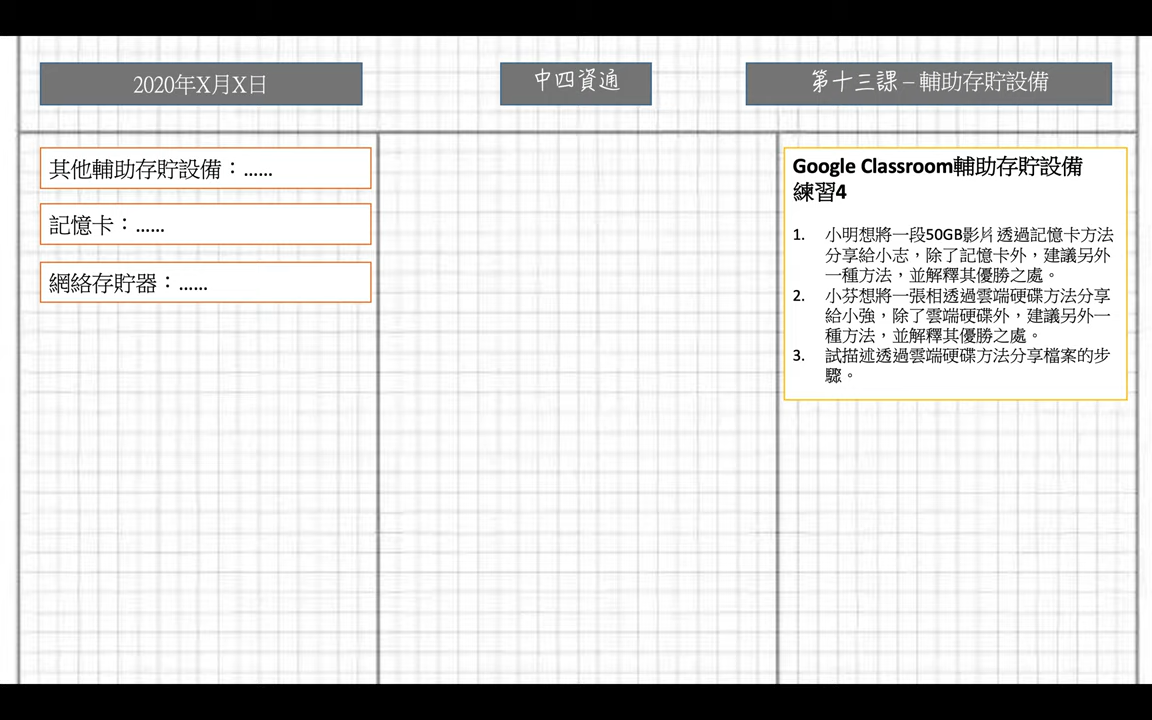 2020年X月X日
中四資通
第十三課 – 輔助存貯設備
其他輔助存貯設備：......
記憶卡：......
網絡存貯器：......
Google Classroom輔助存貯設備
練習4
1. 小明想將一段50GB影片透過記憶卡方法
分享給小志，除了記憶卡外，建議另外
一種方法，並解釋其優勝之處。
2. 小芬想將一張相透過雲端硬碟方法分享
給小強，除了雲端硬碟外，建議另外一
種方法，並解釋其優勝之處。
3. 試描述透過雲端硬碟方法分享檔案的步
驟。